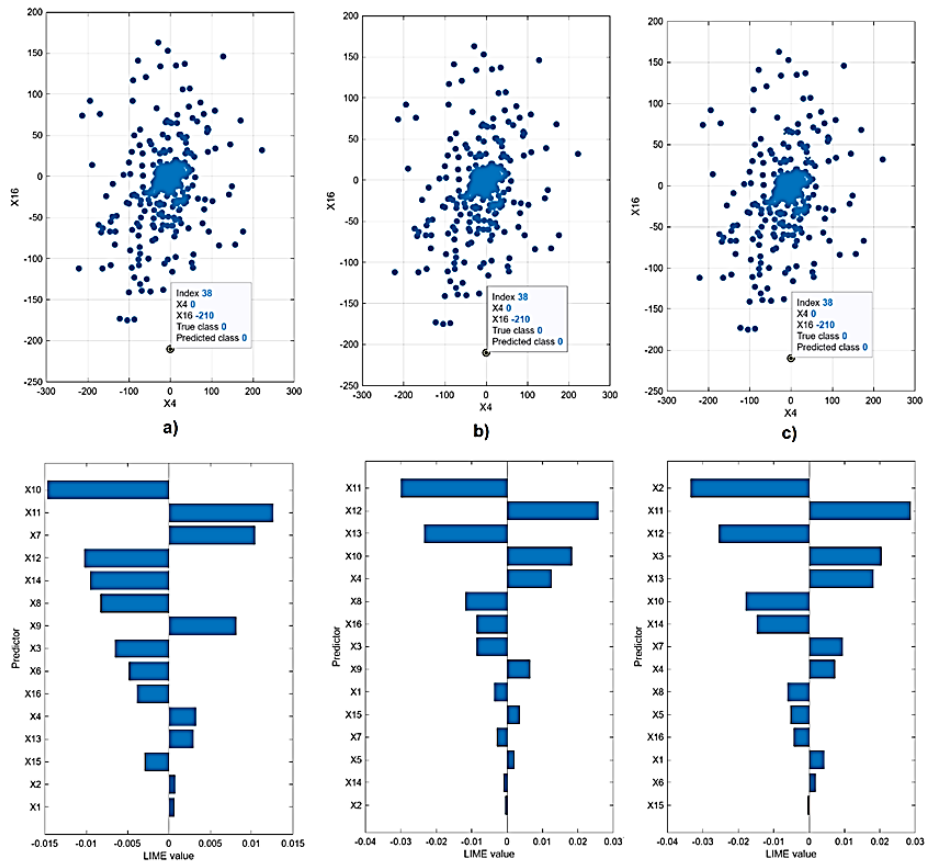 200
150
100
50
0
-50
-100
-150
-200
-250
X16
-300 -200 -100 0 100 200 300
X4
Index 38
X4 0
X16 -210
True class 0
Predicted class 0
a)
200
150
100
50
0
-50
-100
-150
-200
-250
X16
-300 -200 -100 0 100 200 300
X4
Index 38
X4 0
X16 -210
True class 0
Predicted class 0
b)
200
150
100
50
0
-50
-100
-150
-200
-250
X16
-300 -200 -100 0 100 200 300
X4
Index 38
X4 0
X16 -210
True class 0
Predicted class 0
c)
Predictor
X10
X11
X7
X12
X14
X8
X9
X3
X6
X16
X4
X13
X15
X2
X1
-0.015 -0.01 -0.005 0 0.005 0.01 0.015
LIME value
Predictor
X11
X12
X13
X10
X4
X8
X16
X3
X9
X1
X15
X7
X5
X14
X2
-0.04 -0.03 -0.02 -0.01 0 0.01 0.02 0.03
LIME value
Predictor
X2
X11
X12
X3
X13
X10
X14
X7
X4
X8
X5
X16
X1
X6
X15
-0.04 -0.03 -0.02 -0.01 0 0.01 0.02 0.03
LIME value